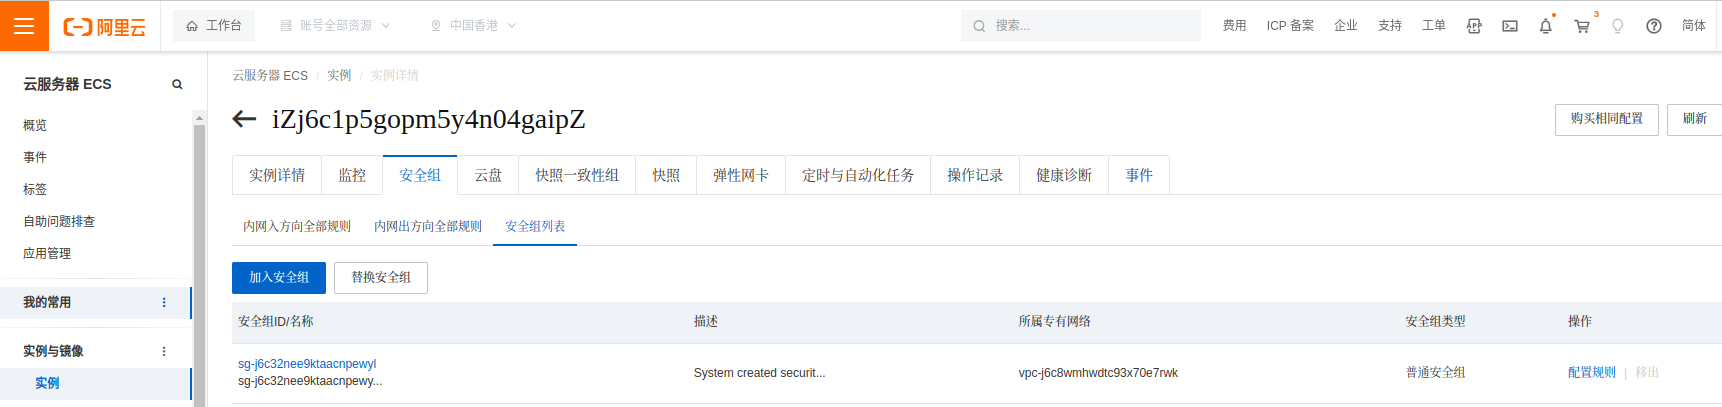 阿里云 工作台 账号全部资源 中国香港 搜索... 费用 ICP 备案 企业 支持 工单 APP 3 简体
云服务器 ECS
概览
事件
标签
自助问题排查
应用管理
我的常用
实例与镜像
实例
云服务器 ECS / 实例 / 实例详情
iZj6c1p5gopm5y4n04gaipZ 购买相同配置 刷新
实例详情 监控 安全组 云盘 快照一致性组 快照 弹性网卡 定时与自动化任务 操作记录 健康诊断 事件
内网入方向全部规则 内网出方向全部规则 安全组列表
加入安全组 替换安全组
安全组ID/名称 描述 所属专有网络 安全组类型 操作
sg-j6c32nee9ktaacnpewyl
sg-j6c32nee9ktaacnpewy... System created securit... vpc-j6c8wmhwdtc93x70e7rwk 普通安全组 配置规则 | 移出